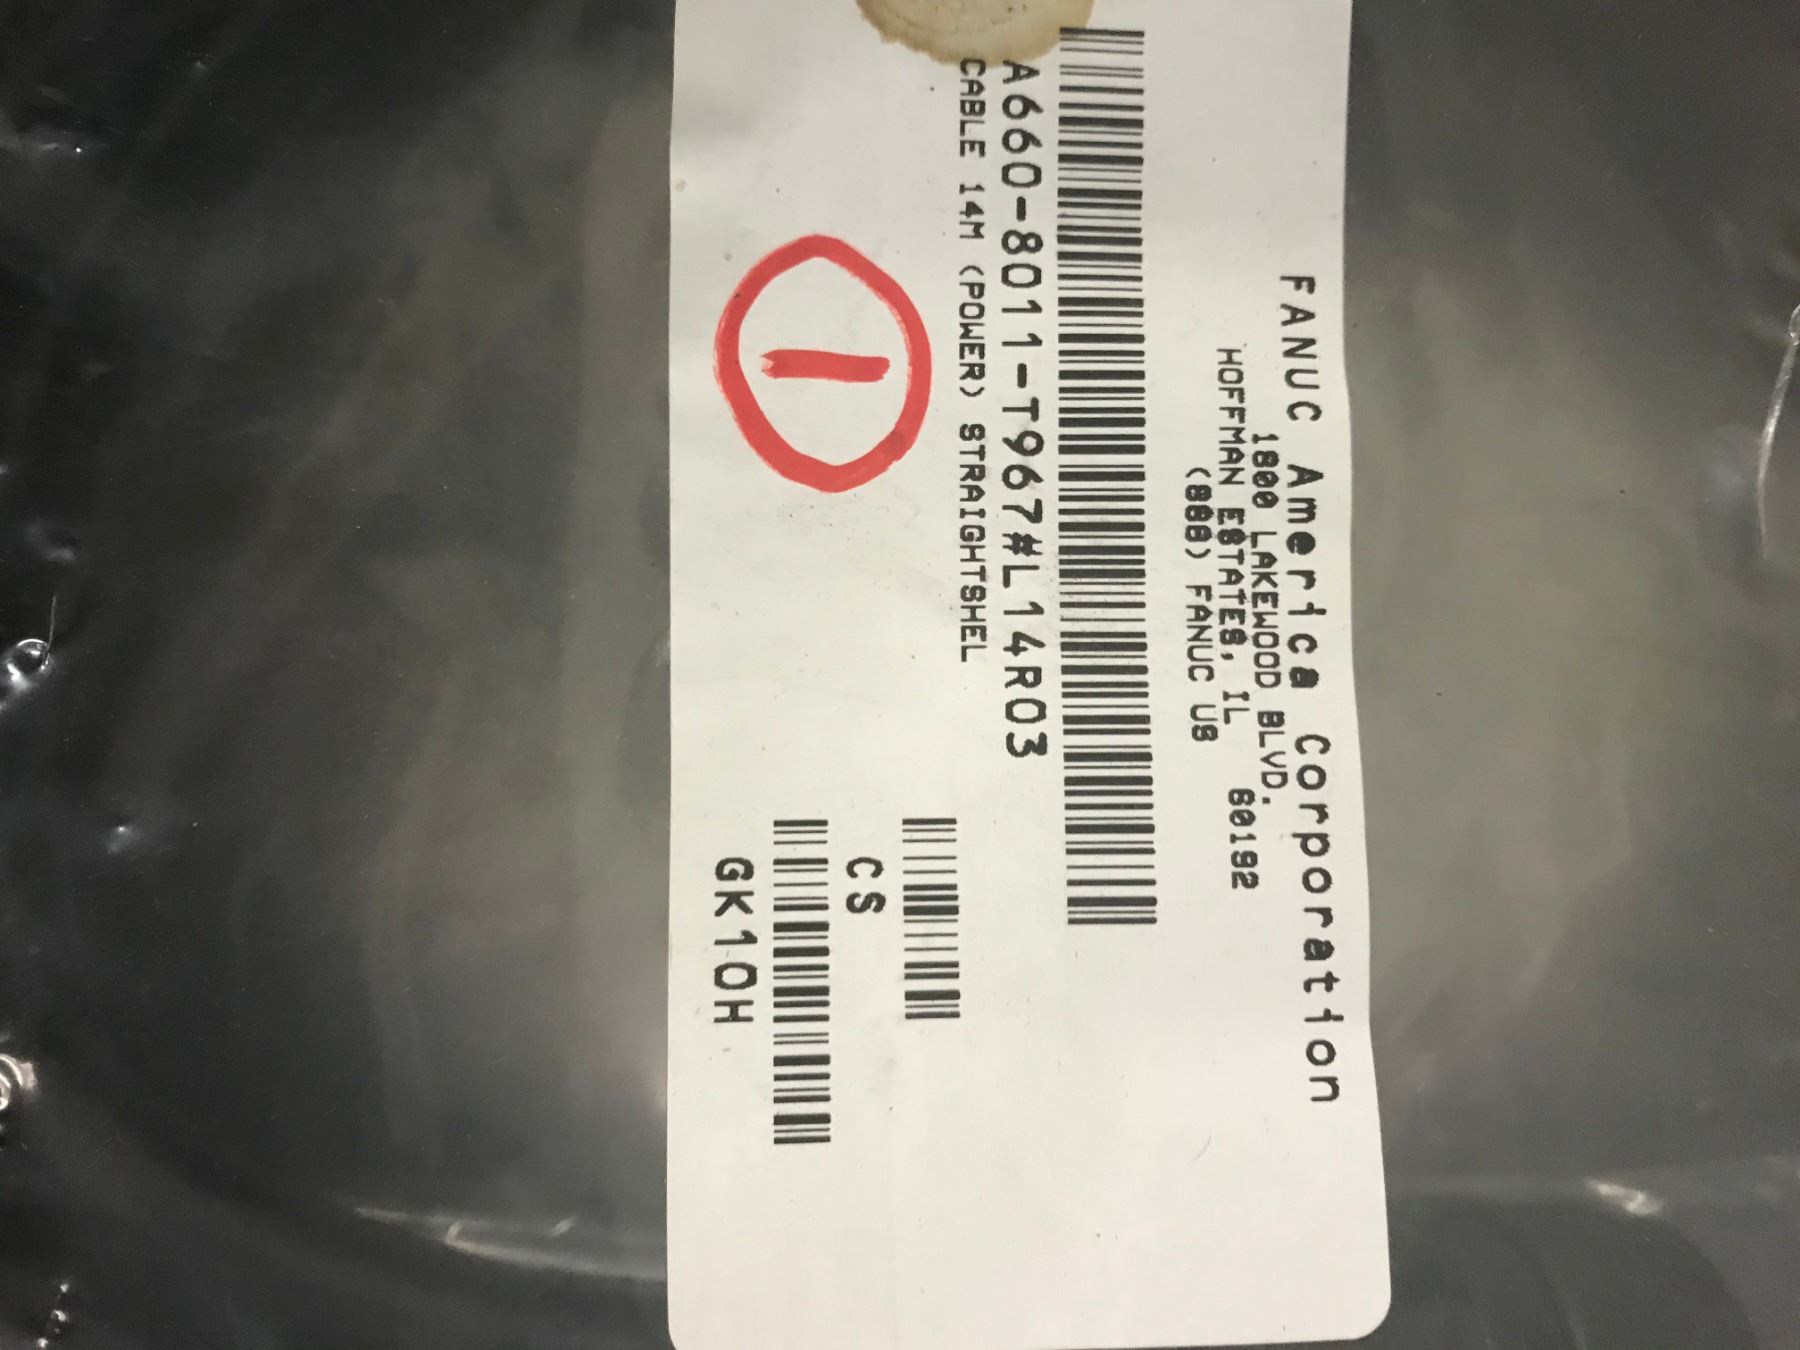 FANUC America Corporation
1800 LAKEWOOD BLVD.
HOFFMAN ESTATES, IL 60192
(888) FANUC US
A660-8011-T967#L14R03
CABLE 14M (POWER) STRAIGHTSHEL
1
CS
GK10H